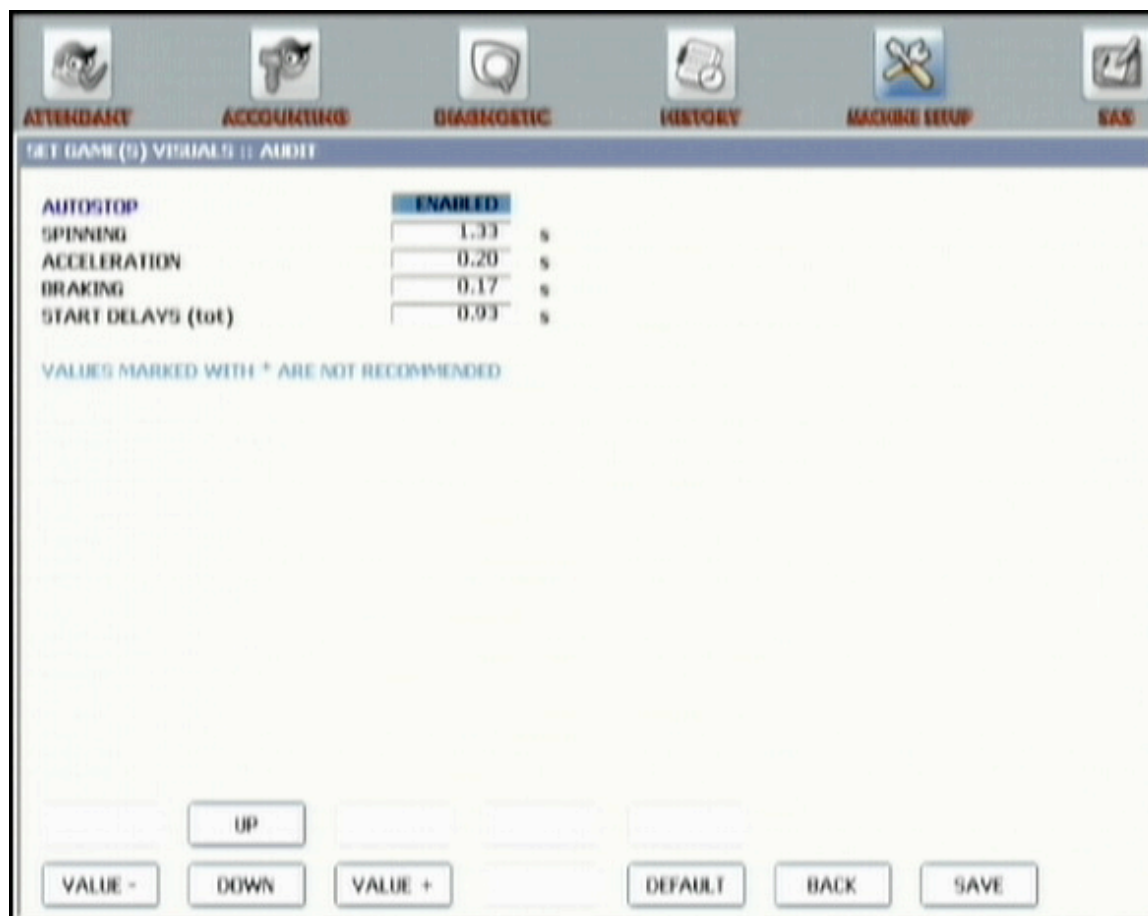 ATTENDANT ACCOUNTING DIAGNOSTIC HISTORY MACHINE SETUP SAS
SET GAME(S) VISUALS :: AUDIT
AUTOSTOP ENABLED
SPINNING 1.33 s
ACCELERATION 0.20 s
BRAKING 0.17 s
START DELAYS (tot) 0.93 s
VALUES MARKED WITH * ARE NOT RECOMMENDED
UP
VALUE - DOWN VALUE + DEFAULT BACK SAVE